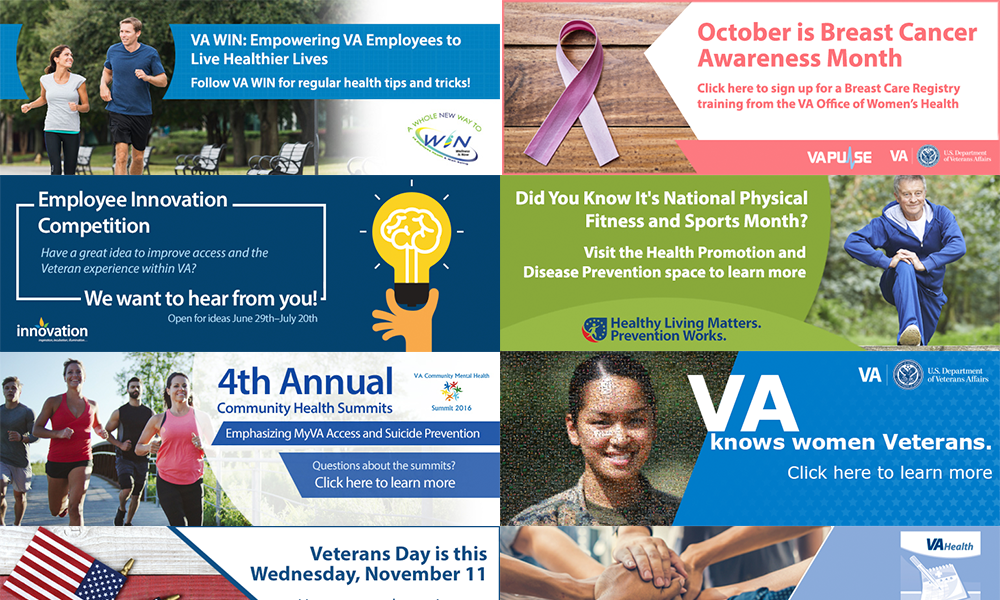 VA WIN: Empowering VA Employees to
Live Healthier Lives
Follow VA WIN for regular health tips and tricks!
A WHOLE NEW WAY TO
WIN
October is Breast Cancer
Awareness Month
Click here to sign up for a Breast Care Registry
training from the VA Office of Women's Health
VAPULSE
VA
U.S. Department
of Veterans Affairs
Employee Innovation
Competition
Have a great idea to improve access and the
Veteran experience within VA?
We want to hear from you!
Open for ideas June 29th–July 20th
innovation
Did You Know It's National Physical
Fitness and Sports Month?
Visit the Health Promotion and
Disease Prevention space to learn more
Healthy Living Matters.
Prevention Works.
4th Annual
Community Health Summits
VA Community Mental Health
Summit 2016
Emphasizing MyVA Access and Suicide Prevention
Questions about the summits?
Click here to learn more
VA
U.S. Department
of Veterans Affairs
VA
knows women Veterans.
Click here to learn more
Veterans Day is this
Wednesday, November 11
VA Health